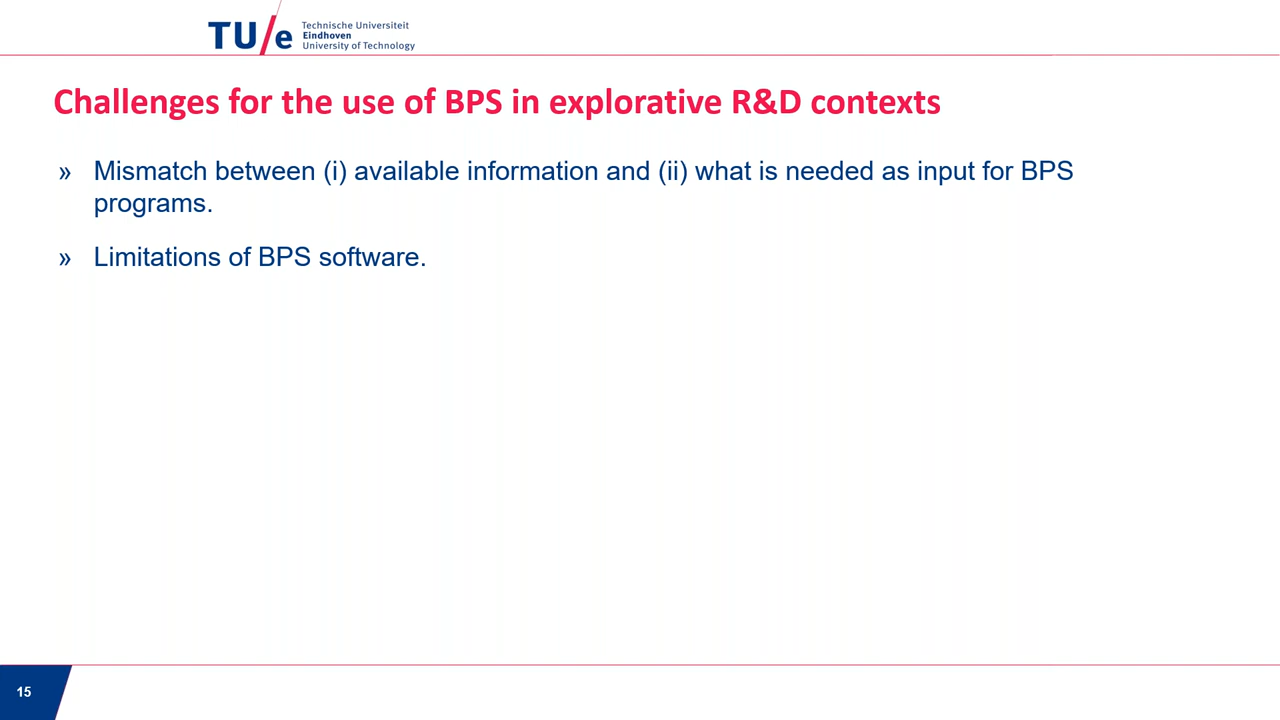 TU/e
Technische Universiteit
Eindhoven
University of Technology
Challenges for the use of BPS in explorative R&D contexts
» Mismatch between (i) available information and (ii) what is needed as input for BPS
programs.
» Limitations of BPS software.
15